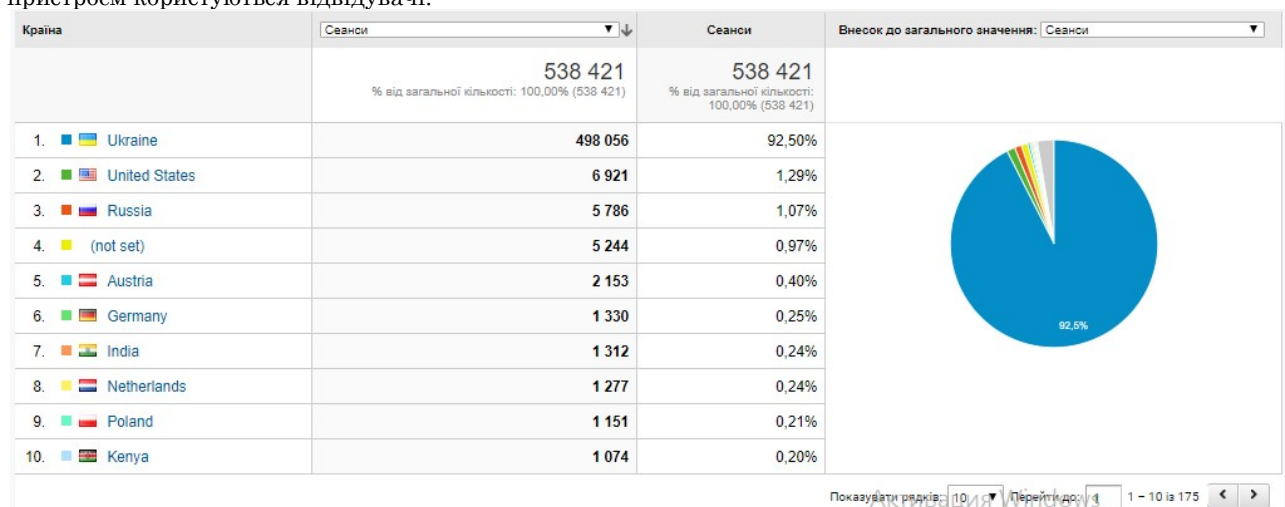 пристроєм користуються відвідувачі.
Країна Сеанси Сеанси Внесок до загального значення: Сеанси
538 421 538 421
% від загальної кількості: 100,00% (538 421) % від загальної кількості:
100,00% (538 421)
1. Ukraine 498 056 92,50%
2. United States 6 921 1,29%
3. Russia 5 786 1,07%
4. (not set) 5 244 0,97%
5. Austria 2 153 0,40%
6. Germany 1 330 0,25%
7. India 1 312 0,24%
8. Netherlands 1 277 0,24%
9. Poland 1 151 0,21%
10. Kenya 1 074 0,20%
92,5%
Показувати рядків: 10 Перейти до: 1 1 – 10 із 175
Активация Windows